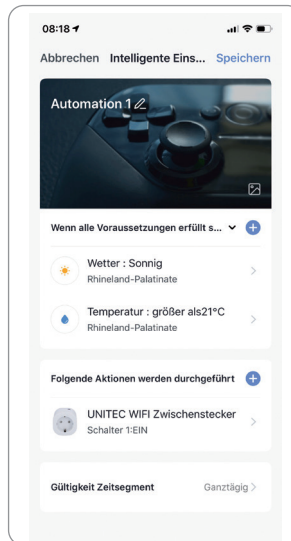 08:18
Abbrechen Intelligente Eins... Speichern
Automation 1
Wenn alle Voraussetzungen erfüllt s...
Wetter : Sonnig
Rhineland-Palatinate
Temperatur : größer als21°C
Rhineland-Palatinate
Folgende Aktionen werden durchgeführt
UNITEC WIFI Zwischenstecker
Schalter 1:EIN
Gültigkeit Zeitsegment Ganztägig